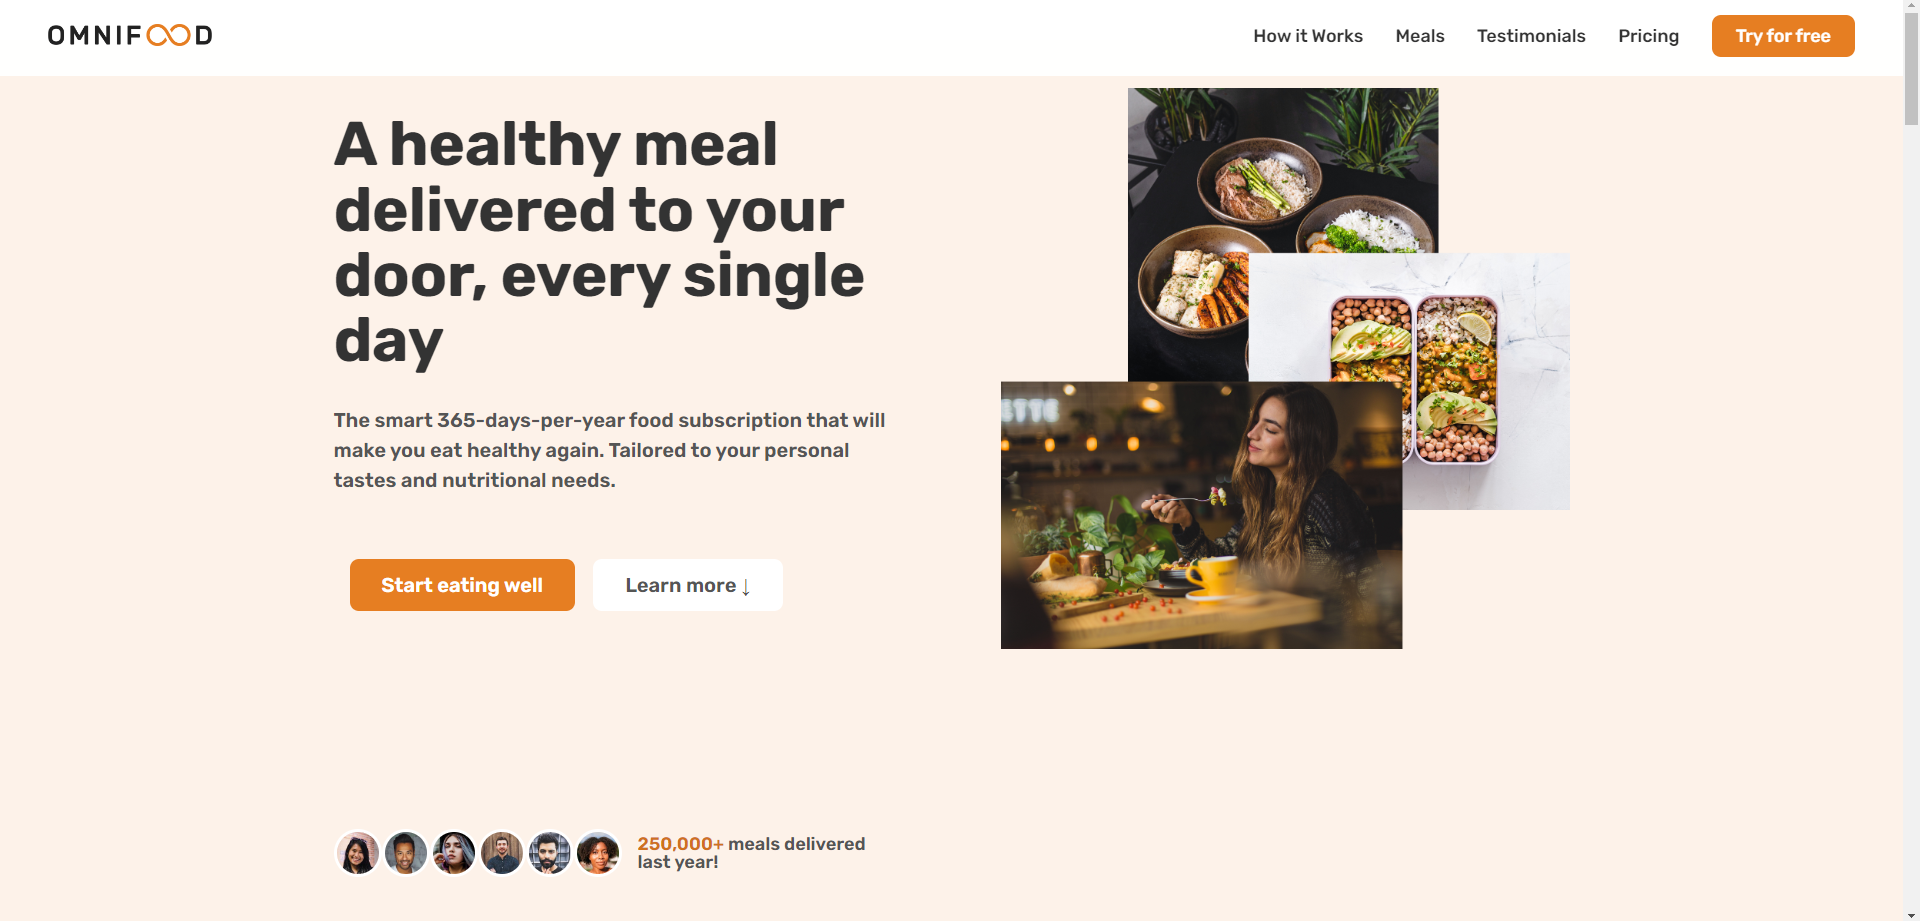 OMNIFOOD
How it Works
Meals
Testimonials
Pricing
Try for free
A healthy meal
delivered to your
door, every single
day
The smart 365-days-per-year food subscription that will
make you eat healthy again. Tailored to your personal
tastes and nutritional needs.
Start eating well
Learn more ↓
ETTE
250,000+ meals delivered
last year!